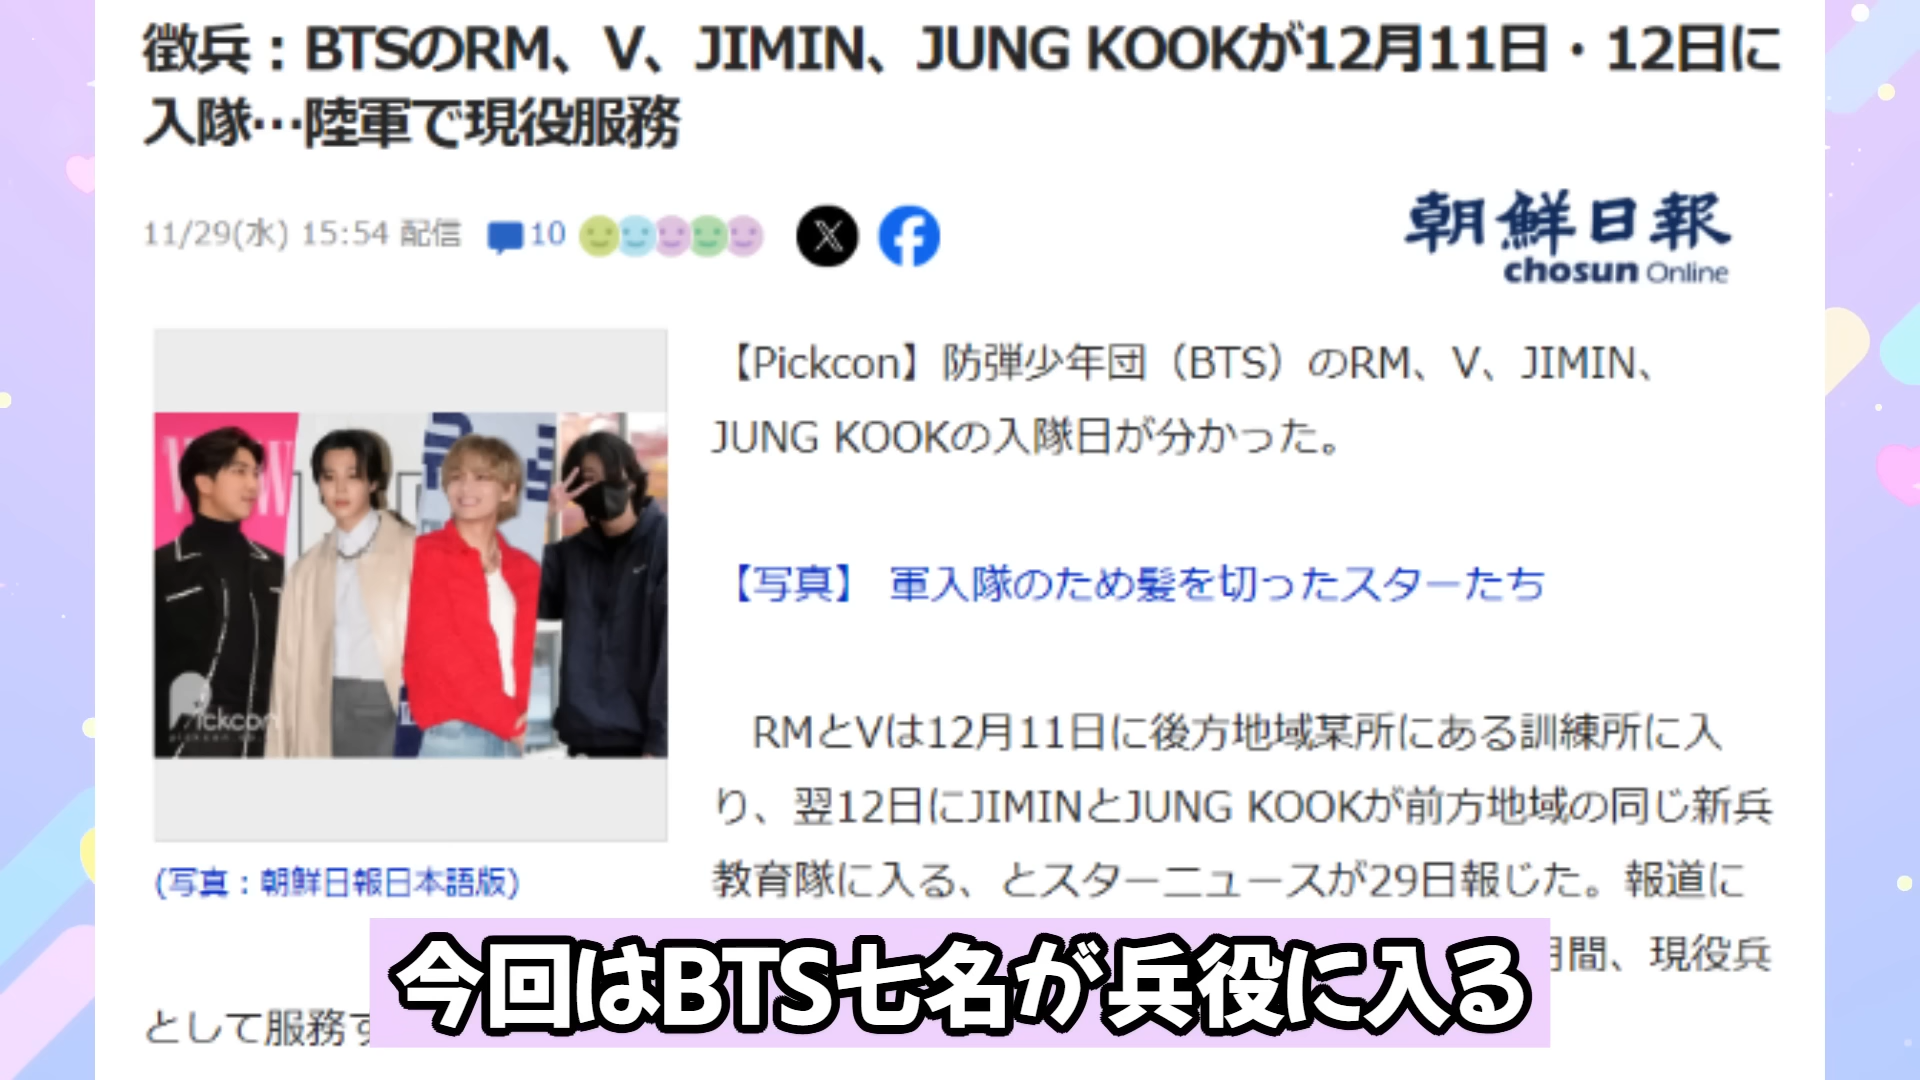 徴兵：BTSのRM、V、JIMIN、JUNG KOOKが12月11日・12日に
入隊…陸軍で現役服務
11/29(水) 15:54 配信 10
朝鮮日報
chosun Online
【Pickcon】防弾少年団（BTS）のRM、V、JIMIN、
JUNG KOOKの入隊日が分かった。
【写真】 軍入隊のため髪を切ったスターたち
RMとVは12月11日に後方地域某所にある訓練所に入
り、翌12日にJIMINとJUNG KOOKが前方地域の同じ新兵
教育隊に入る、とスターニュースが29日報じた。報道に
Pickcon
(写真：朝鮮日報日本語版)
月間、現役兵
として服務す
今回はBTS七名が兵役に入る